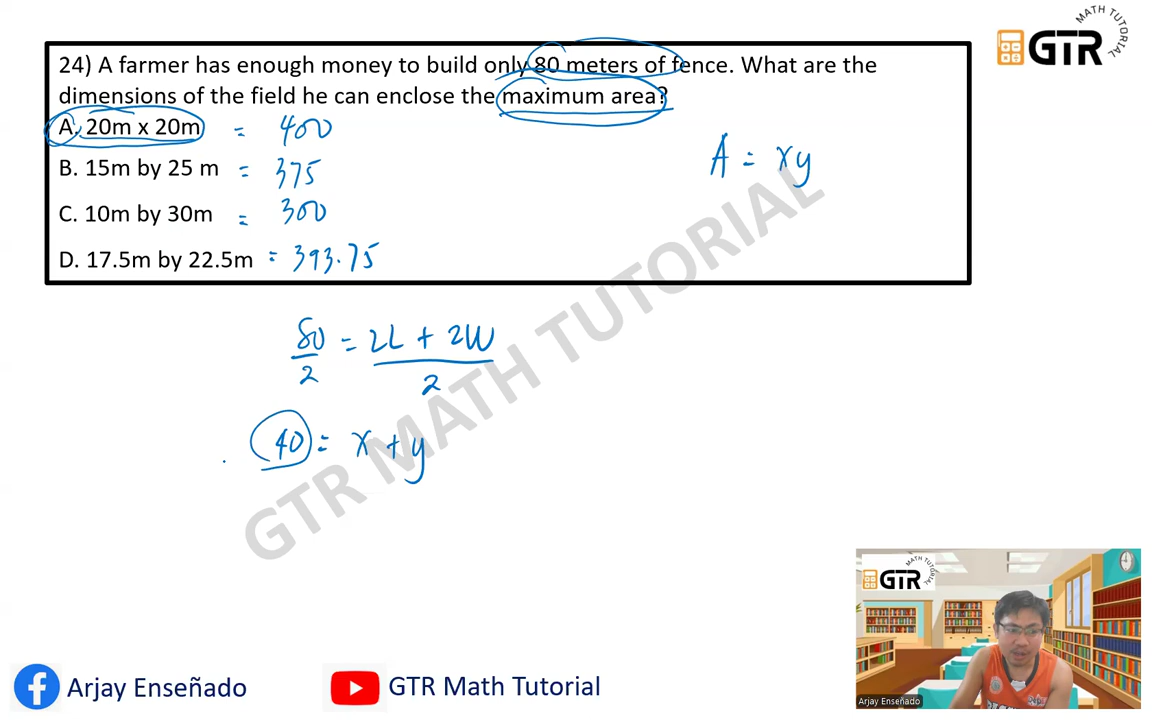 MATH TUTORIAL
GTR
24) A farmer has enough money to build only 80 meters of fence. What are the
dimensions of the field he can enclose the maximum area?
A. 20m x 20m = 400
B. 15m by 25 m = 375
C. 10m by 30m = 300
D. 17.5m by 22.5m = 393.75
A = xy
80/2 = 2L + 2W/2
40 = x + y
GTR MATH TUTORIAL
MATH TUTORIAL
GTR
Arjay Enseñado
Arjay Enseñado
GTR Math Tutorial